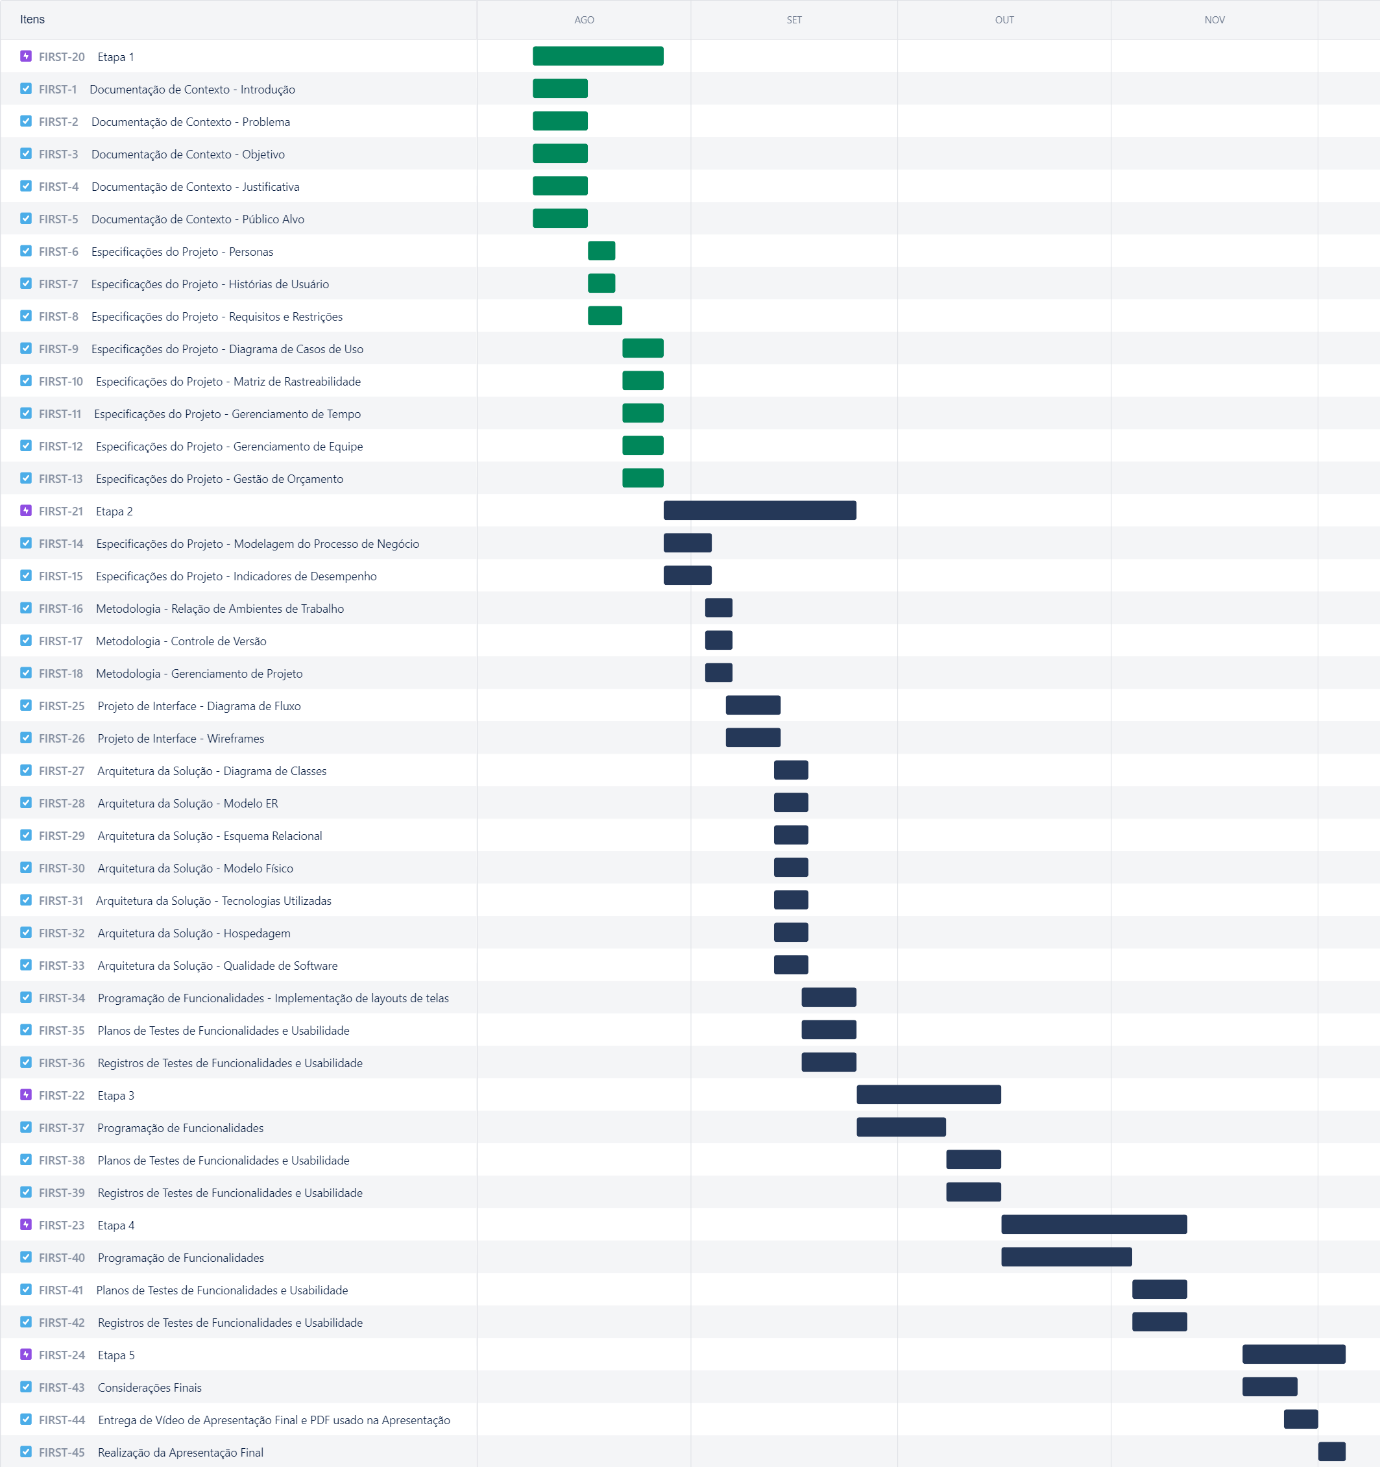 Itens AGO SET OUT NOV
FIRST-20 Etapa 1
FIRST-1 Documentação de Contexto - Introdução
FIRST-2 Documentação de Contexto - Problema
FIRST-3 Documentação de Contexto - Objetivo
FIRST-4 Documentação de Contexto - Justificativa
FIRST-5 Documentação de Contexto - Público Alvo
FIRST-6 Especificações do Projeto - Personas
FIRST-7 Especificações do Projeto - Histórias de Usuário
FIRST-8 Especificações do Projeto - Requisitos e Restrições
FIRST-9 Especificações do Projeto - Diagrama de Casos de Uso
FIRST-10 Especificações do Projeto - Matriz de Rastreabilidade
FIRST-11 Especificações do Projeto - Gerenciamento de Tempo
FIRST-12 Especificações do Projeto - Gerenciamento de Equipe
FIRST-13 Especificações do Projeto - Gestão de Orçamento
FIRST-21 Etapa 2
FIRST-14 Especificações do Projeto - Modelagem do Processo de Negócio
FIRST-15 Especificações do Projeto - Indicadores de Desempenho
FIRST-16 Metodologia - Relação de Ambientes de Trabalho
FIRST-17 Metodologia - Controle de Versão
FIRST-18 Metodologia - Gerenciamento de Projeto
FIRST-25 Projeto de Interface - Diagrama de Fluxo
FIRST-26 Projeto de Interface - Wireframes
FIRST-27 Arquitetura da Solução - Diagrama de Classes
FIRST-28 Arquitetura da Solução - Modelo ER
FIRST-29 Arquitetura da Solução - Esquema Relacional
FIRST-30 Arquitetura da Solução - Modelo Físico
FIRST-31 Arquitetura da Solução - Tecnologias Utilizadas
FIRST-32 Arquitetura da Solução - Hospedagem
FIRST-33 Arquitetura da Solução - Qualidade de Software
FIRST-34 Programação de Funcionalidades - Implementação de layouts de telas
FIRST-35 Planos de Testes de Funcionalidades e Usabilidade
FIRST-36 Registros de Testes de Funcionalidades e Usabilidade
FIRST-22 Etapa 3
FIRST-37 Programação de Funcionalidades
FIRST-38 Planos de Testes de Funcionalidades e Usabilidade
FIRST-39 Registros de Testes de Funcionalidades e Usabilidade
FIRST-23 Etapa 4
FIRST-40 Programação de Funcionalidades
FIRST-41 Planos de Testes de Funcionalidades e Usabilidade
FIRST-42 Registros de Testes de Funcionalidades e Usabilidade
FIRST-24 Etapa 5
FIRST-43 Considerações Finais
FIRST-44 Entrega de Vídeo de Apresentação Final e PDF usado na Apresentação
FIRST-45 Realização da Apresentação Final